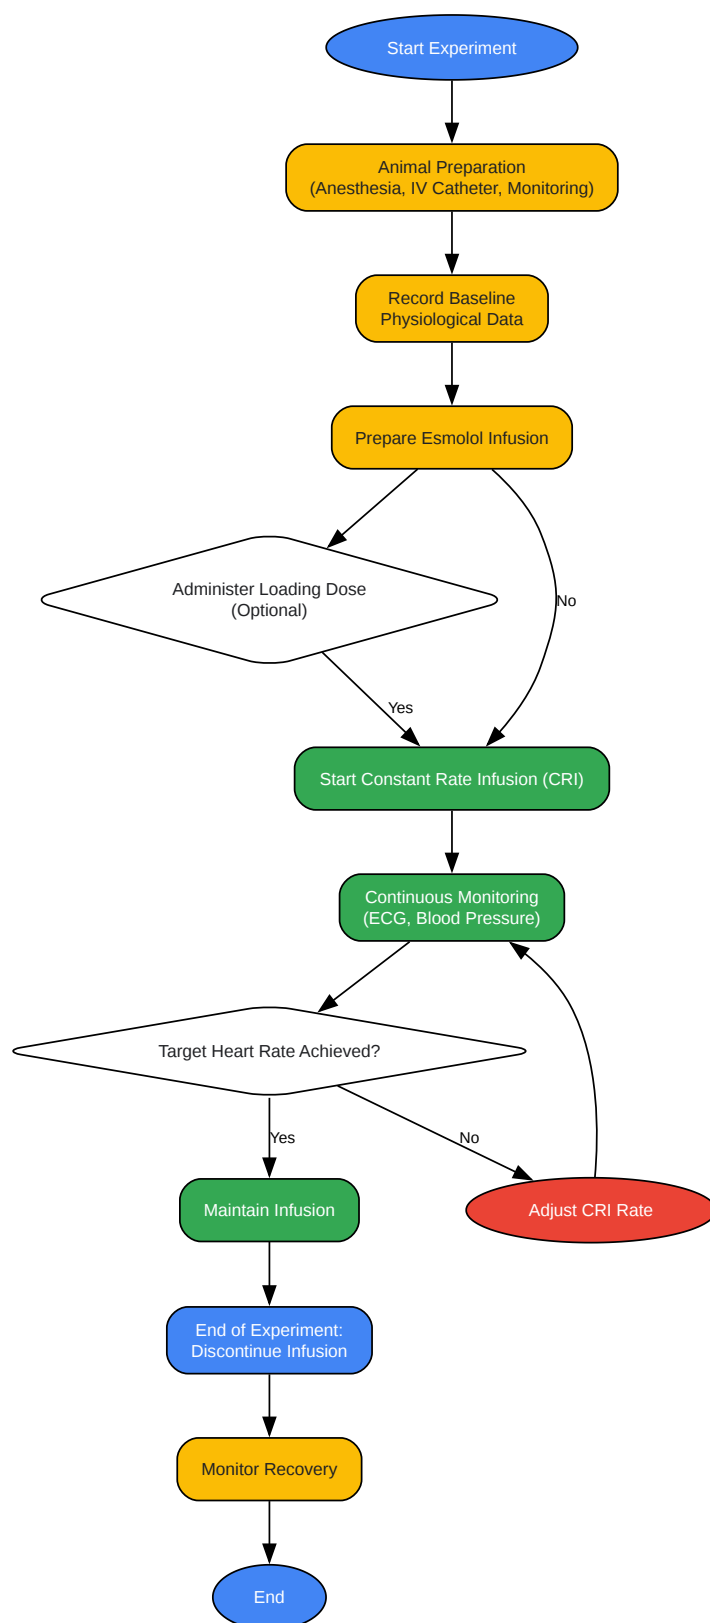 Start Experiment
Animal Preparation
(Anesthesia, IV Catheter, Monitoring)
Record Baseline
Physiological Data
Prepare Esmolol Infusion
Administer Loading Dose
(Optional)
No
Yes
Start Constant Rate Infusion (CRI)
Continuous Monitoring
(ECG, Blood Pressure)
Target Heart Rate Achieved?
Yes
No
Maintain Infusion
Adjust CRI Rate
End of Experiment:
Discontinue Infusion
Monitor Recovery
End